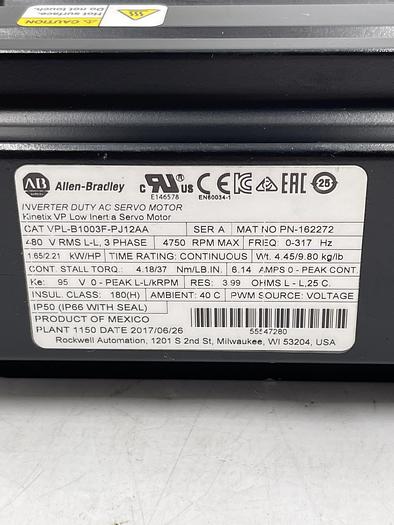 Hot surface.
Do not touch.
AB Allen-Bradley
c UL US
E146578
CE
EN60034-1
EAC
25
INVERTER DUTY AC SERVO MOTOR
Kinetix VP Low Inertia Servo Motor
CAT VPL-B1003F-PJ12AA SER A MAT NO PN-162272
480 V RMS L-L, 3 PHASE 4750 RPM MAX FREQ: 0-317 Hz
1.65/2.21 kW/HP TIME RATING: CONTINUOUS Wt. 4.45/9.80 kg/lb
CONT. STALL TORQ.: 4.18/37 Nm/LB.IN. 6.14 AMPS 0 - PEAK CONT.
Ke: 95 V 0 - PEAK L-L/kRPM RES: 3.99 OHMS L - L,25 C.
INSUL. CLASS: 180(H) AMBIENT: 40 C PWM SOURCE: VOLTAGE
IP50 (IP66 WITH SEAL)
PRODUCT OF MEXICO
PLANT 1150 DATE 2017/06/26
55547280
Rockwell Automation, 1201 S 2nd St, Milwaukee, WI 53204, USA